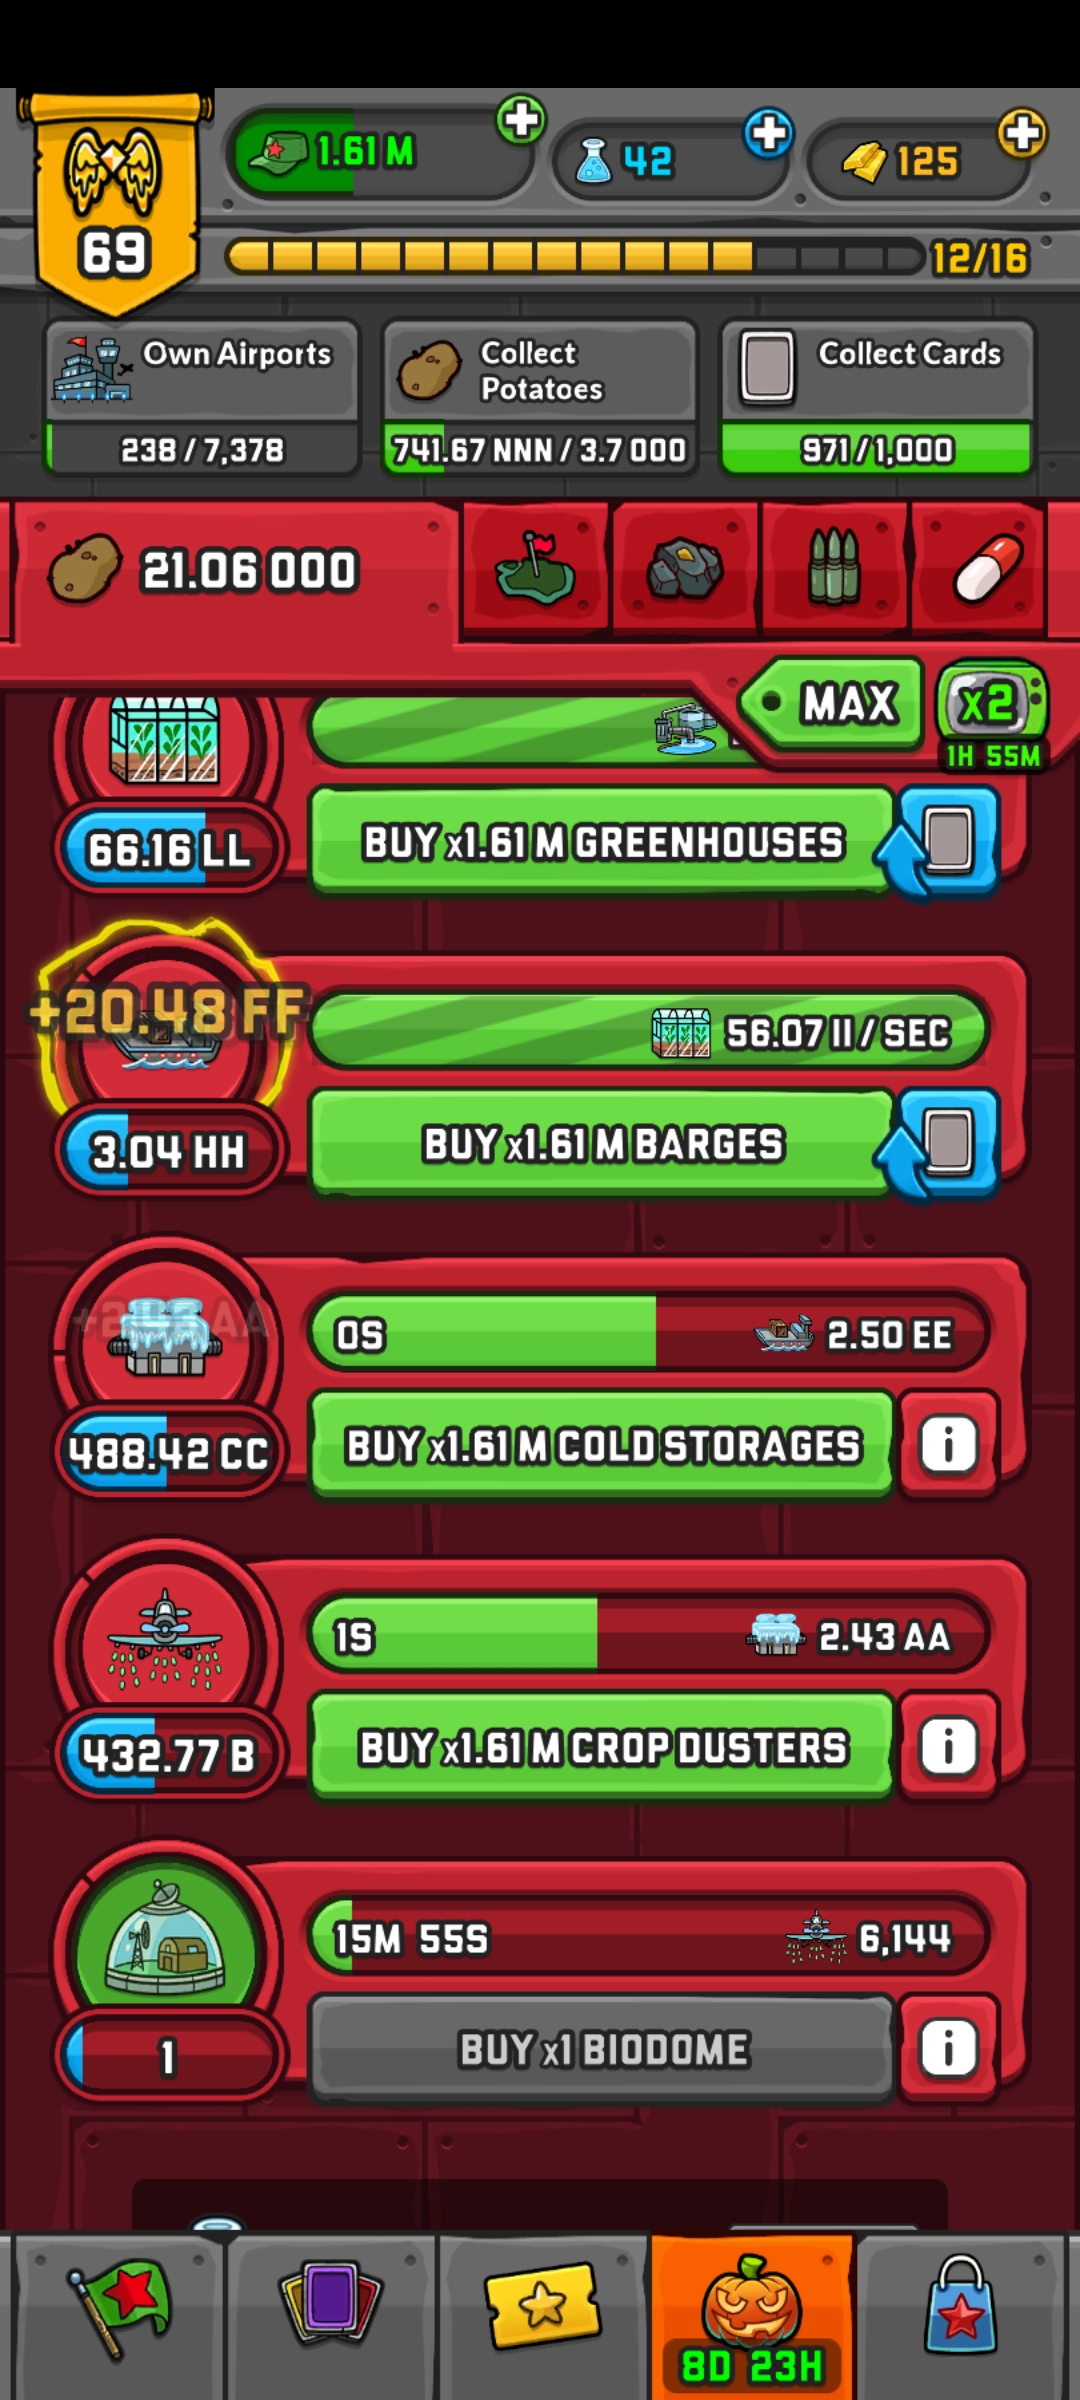 69
1.61 M
42
125
12/16
Own Airports
238 / 7,378
Collect
Potatoes
741.67 NNN / 3.7 OOO
Collect Cards
971 / 1,000
21.06 OOO
MAX
x2
1H 55M
66.16 LL
BUY x1.61 M GREENHOUSES
+20.48 FF
56.07 II / SEC
3.04 HH
BUY x1.61 M BARGES
0S
2.50 EE
488.42 CC
BUY x1.61 M COLD STORAGES
1S
2.43 AA
432.77 B
BUY x1.61 M CROP DUSTERS
15M 55S
6,144
1
BUY x1 BIODOME
8D 23H